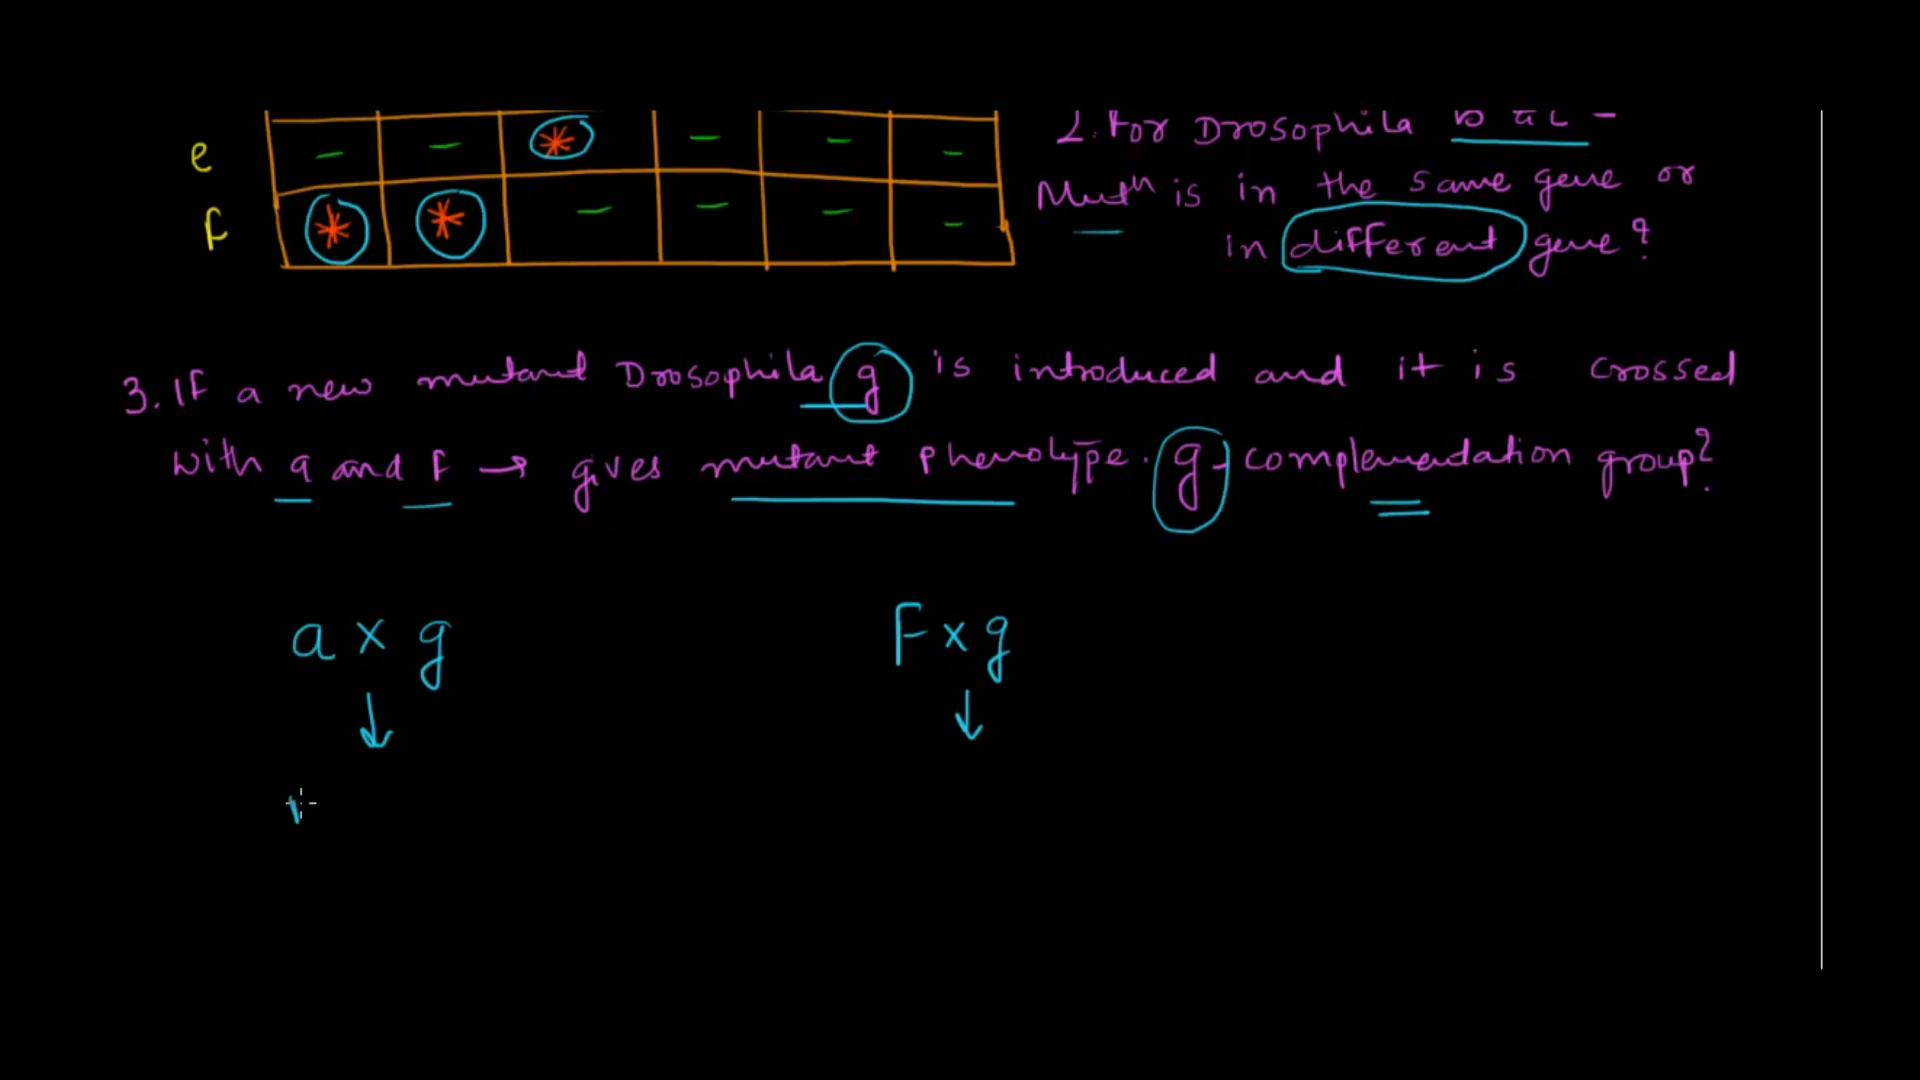 e - - * - - -
f * * - - - -
2. For Drosophila b & c -
Mutⁿ is in the same gene or
in different gene?
3. If a new mutant Drosophila g is introduced and it is crossed
with a and f → gives mutant phenotype. g - complemendation group?
a x g
F x g
↓
↓